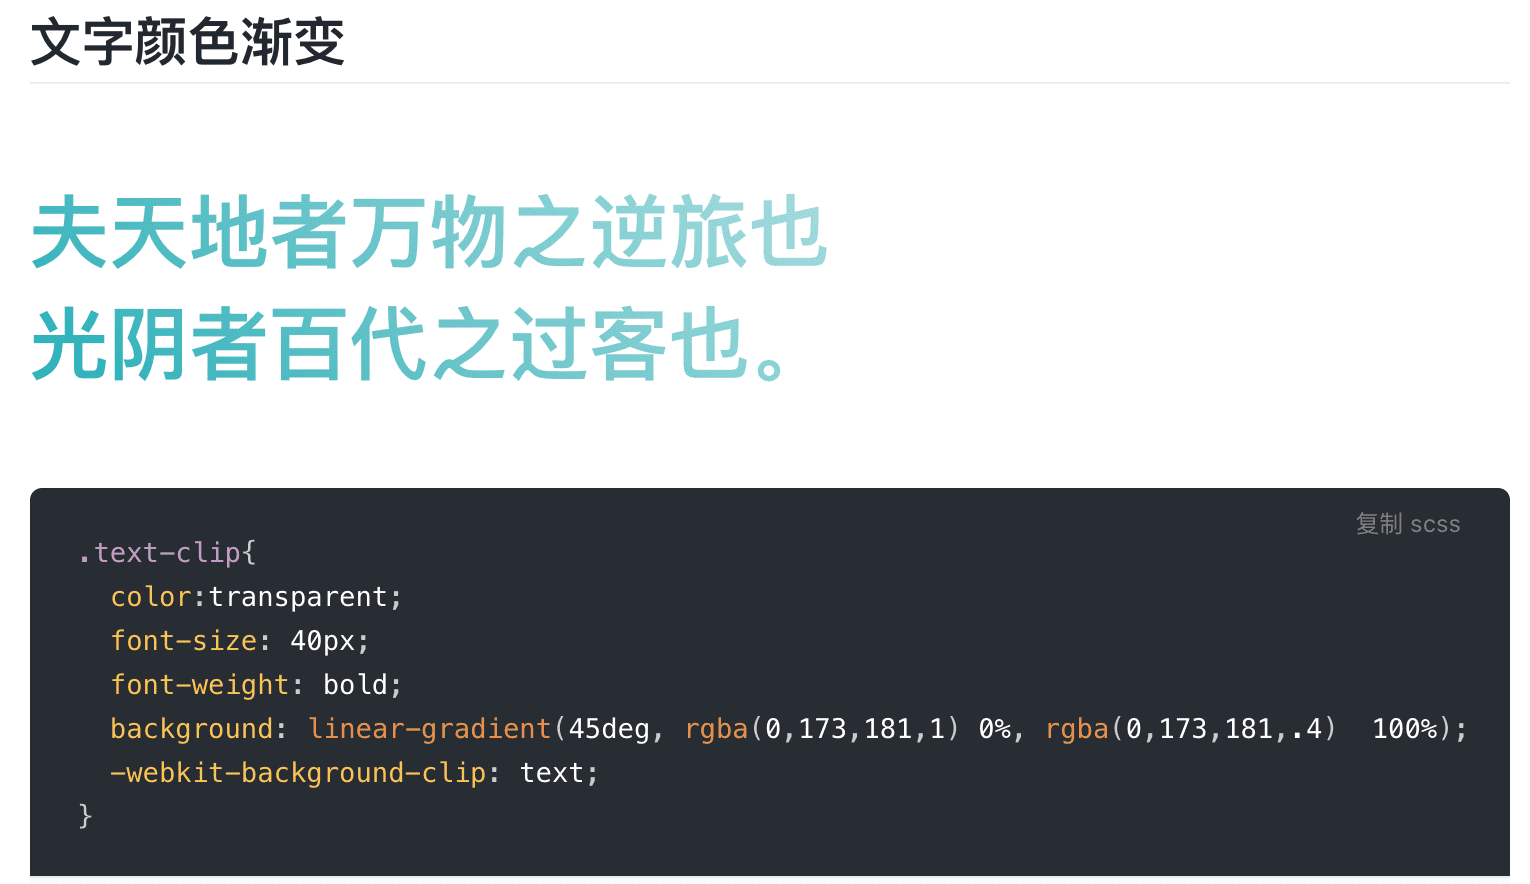 文字颜色渐变
夫天地者万物之逆旅也
光阴者百代之过客也。
复制 scss
.text-clip{
  color:transparent;
  font-size: 40px;
  font-weight: bold;
  background: linear-gradient(45deg, rgba(0,173,181,1) 0%, rgba(0,173,181,.4)  100%);
  -webkit-background-clip: text;
}